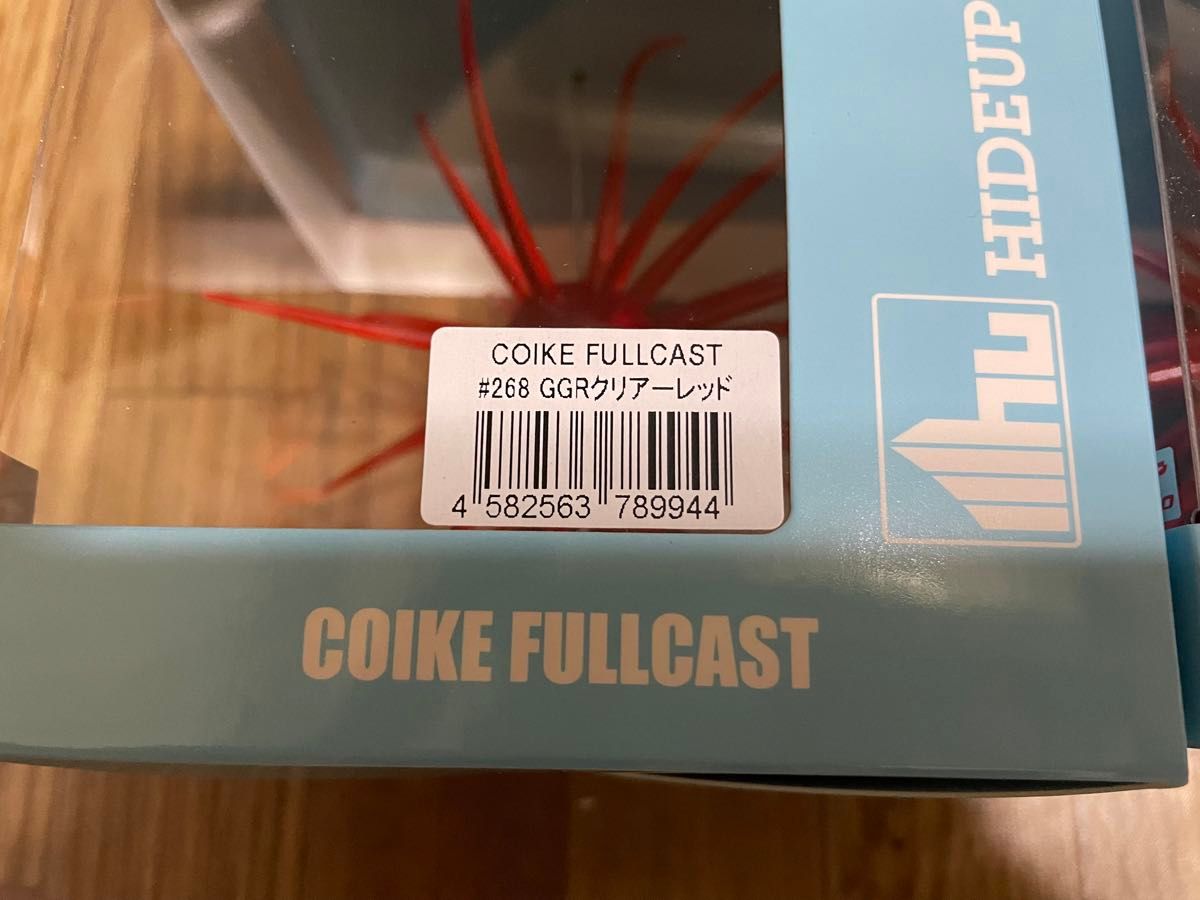 HIDEUP
hu
COIKE FULLCAST
#268 GGRクリアーレッド
4 582563 789944
COIKE FULLCAST